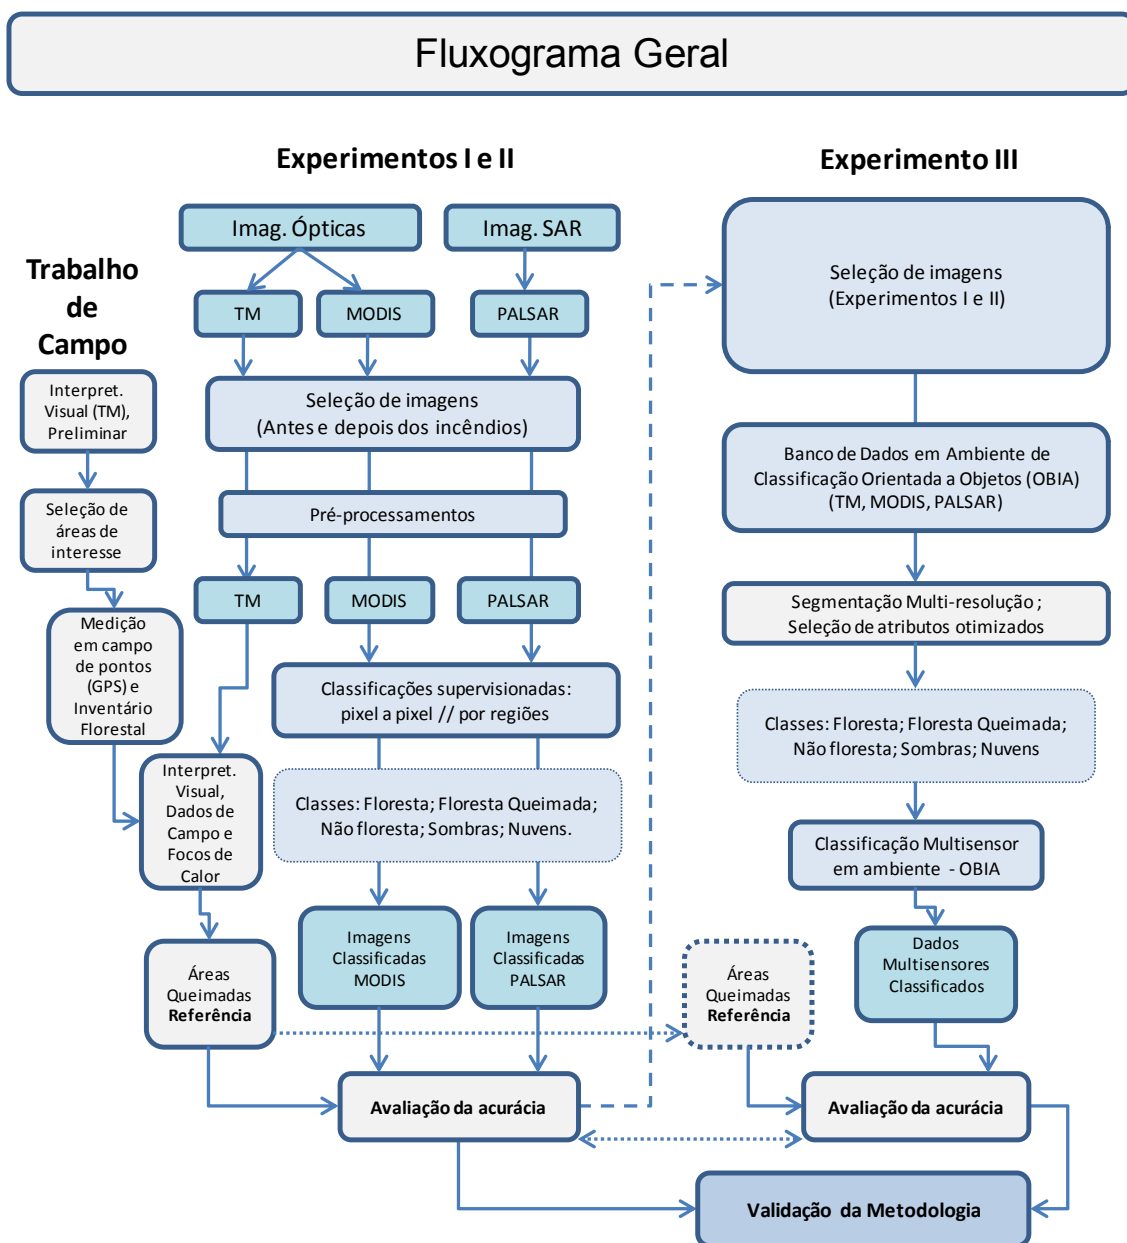 Fluxograma Geral
Experimentos I e II
Experimento III
Trabalho
de
Campo
Interpret.
Visual (TM),
Preliminar
Seleção de
áreas de
interesse
Medição
em campo
de pontos
(GPS) e
Inventário
Florestal
Interpret.
Visual,
Dados de
Campo e
Focos de
Calor
Áreas
Queimadas
Referência
Imag. Ópticas
Imag. SAR
TM
MODIS
PALSAR
Seleção de imagens
(Antes e depois dos incêndios)
Pré-processamentos
TM
MODIS
PALSAR
Classificações supervisionadas:
pixel a pixel // por regiões
Classes: Floresta; Floresta Queimada;
Não floresta; Sombras; Nuvens.
Imagens
Classificadas
MODIS
Imagens
Classificadas
PALSAR
Avaliação da acurácia
Seleção de imagens
(Experimentos I e II)
Banco de Dados em Ambiente de
Classificação Orientada a Objetos (OBIA)
(TM, MODIS, PALSAR)
Segmentação Multi-resolução ;
Seleção de atributos otimizados
Classes: Floresta; Floresta Queimada;
Não floresta; Sombras; Nuvens
Classificação Multisensor
em ambiente - OBIA
Dados
Multisensores
Classificados
Áreas
Queimadas
Referência
Avaliação da acurácia
Validação da Metodologia